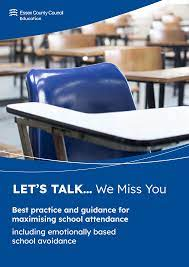 Essex County Council
Education
LET'S TALK... We Miss You
Best practice and guidance for
maximising school attendance
including emotionally based
school avoidance